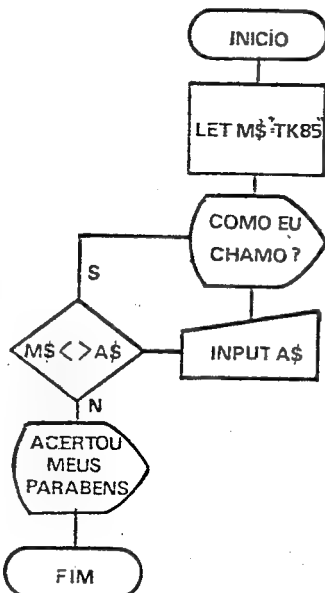 INICIO
LET M$="TK85"
COMO EU
CHAMO?
S
M$<>A$
INPUT A$
N
ACERTOU
MEUS
PARABENS
FIM